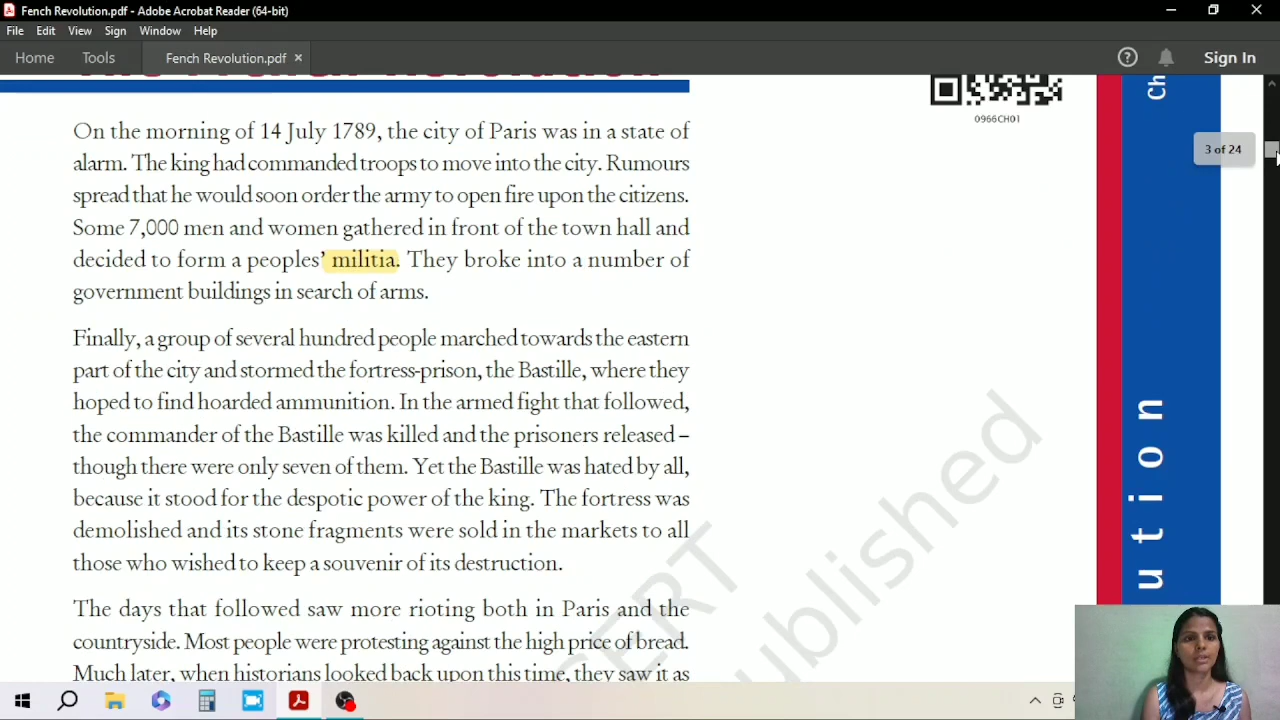 Fench Revolution.pdf - Adobe Acrobat Reader (64-bit)
File Edit View Sign Window Help
Home Tools Fench Revolution.pdf × Sign In
0966CH01
Ch
3 of 24
On the morning of 14 July 1789, the city of Paris was in a state of
alarm. The king had commanded troops to move into the city. Rumours
spread that he would soon order the army to open fire upon the citizens.
Some 7,000 men and women gathered in front of the town hall and
decided to form a peoples’ militia. They broke into a number of
government buildings in search of arms.
Finally, a group of several hundred people marched towards the eastern
part of the city and stormed the fortress-prison, the Bastille, where they
hoped to find hoarded ammunition. In the armed fight that followed,
the commander of the Bastille was killed and the prisoners released –
though there were only seven of them. Yet the Bastille was hated by all,
because it stood for the despotic power of the king. The fortress was
demolished and its stone fragments were sold in the markets to all
those who wished to keep a souvenir of its destruction.
The days that followed saw more rioting both in Paris and the
countryside. Most people were protesting against the high price of bread.
Much later, when historians looked back upon this time, they saw it as
ution